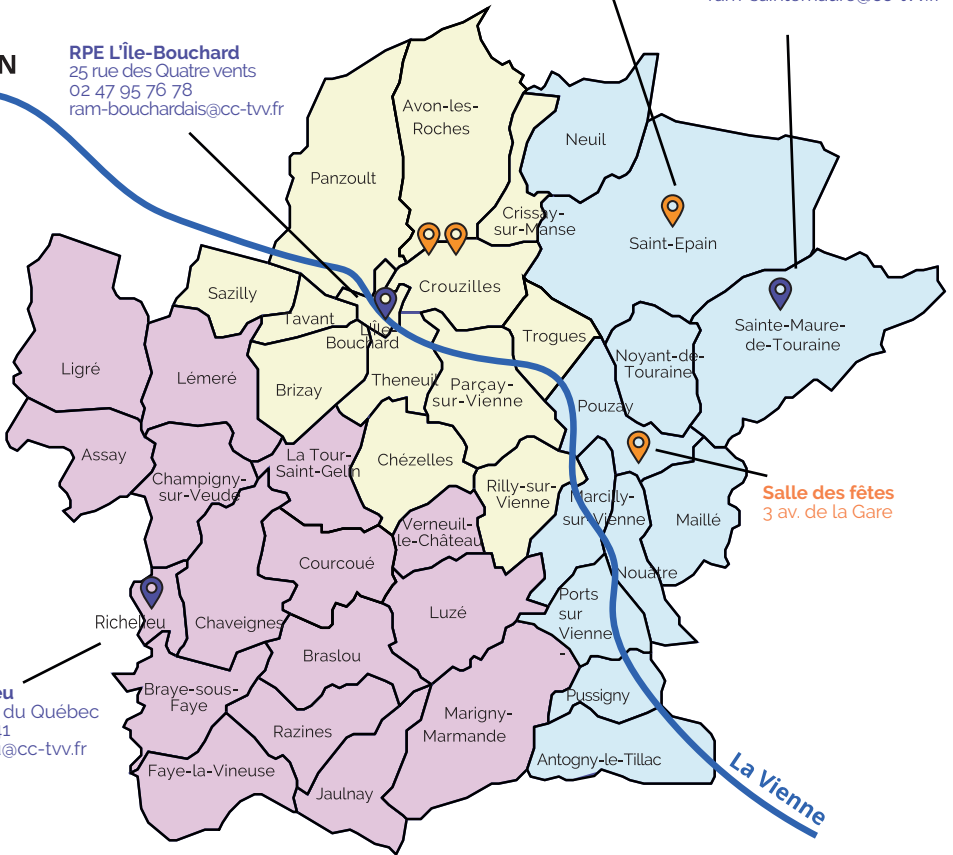 RPE L'Île-Bouchard
25 rue des Quatre vents
02 47 95 76 78
ram-bouchardais@cc-tvv.fr
N
Avon-les-
Roches
Neuil
Panzoult
Crissay-
sur-Manse
Saint-Epain
Crouzilles
Sazilly
Tavant
L'Île-
Bouchard
Trogues
Sainte-Maure-
de-Touraine
Noyant-de-
Touraine
Ligré
Lémeré
Brizay
Theneuil
Parçay-
sur-Vienne
Pouzay
Assay
La Tour-
Saint-Gelin
Chézelles
Champigny-
sur-Veude
Rilly-sur-
Vienne
Marcilly-
sur-Vienne
Maillé
Salle des fêtes
3 av. de la Gare
Verneuil-
le-Château
Courcoué
Nouatre
Ports
sur
Vienne
-
Luzé
Richelieu
Chaveignes
Braslou
Braye-sous-
Faye
Pussigny
Marigny-
Marmande
Razines
du Québec
@cc-tvv.fr
Antogny-le-Tillac
Faye-la-Vineuse
Jaulnay
La Vienne